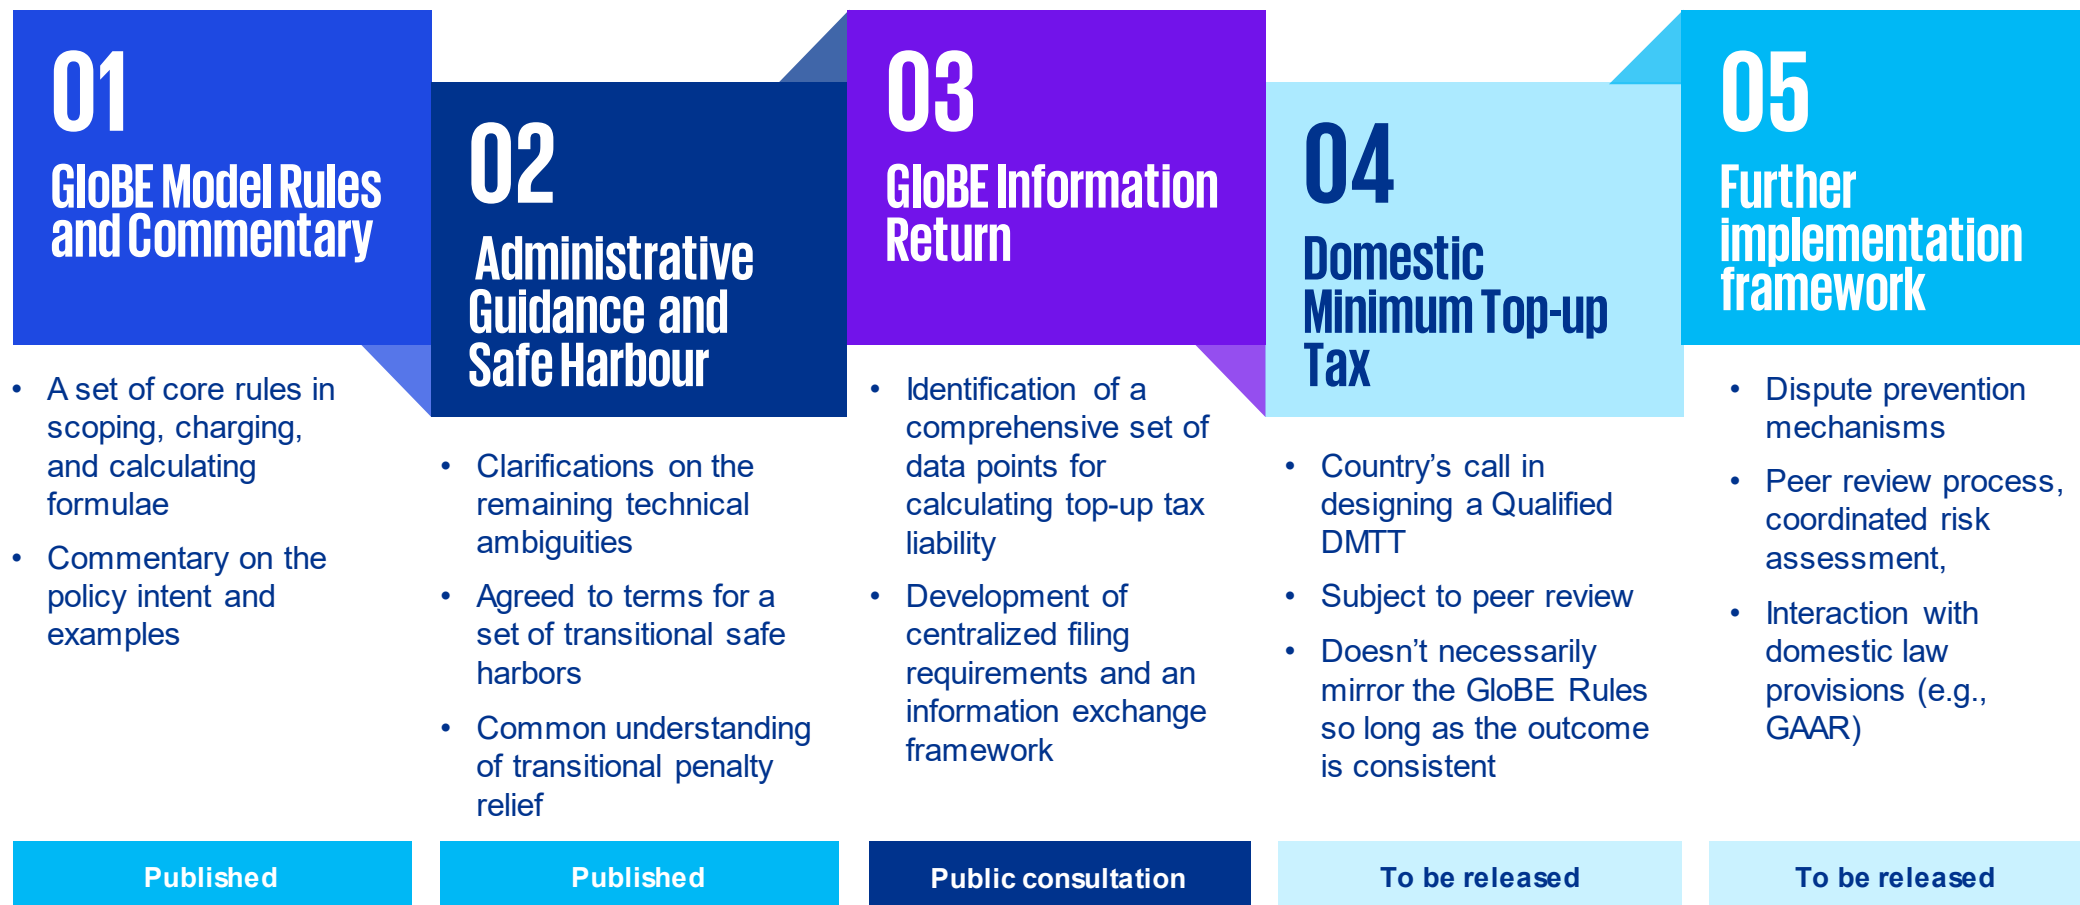 01
GloBE Model Rules
and Commentary
• A set of core rules in
scoping, charging,
and calculating
formulae
• Commentary on the
policy intent and
examples
Published
02
Administrative
Guidance and
Safe Harbour
• Clarifications on the
remaining technical
ambiguities
• Agreed to terms for a
set of transitional safe
harbors
• Common understanding
of transitional penalty
relief
Published
03
GloBE Information
Return
• Identification of a
comprehensive set of
data points for
calculating top-up tax
liability
• Development of
centralized filing
requirements and an
information exchange
framework
Public consultation
04
Domestic
Minimum Top-up
Tax
• Country’s call in
designing a Qualified
DMTT
• Subject to peer review
• Doesn’t necessarily
mirror the GloBE Rules
so long as the outcome
is consistent
To be released
05
Further
implementation
framework
• Dispute prevention
mechanisms
• Peer review process,
coordinated risk
assessment,
• Interaction with
domestic law
provisions (e.g.,
GAAR)
To be released